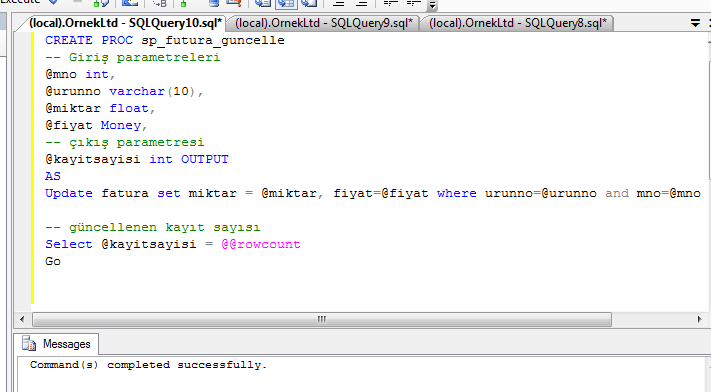 Execute
(local).OrnekLtd - SQLQuery10.sql* (local).OrnekLtd - SQLQuery9.sql* (local).OrnekLtd - SQLQuery8.sql*
CREATE PROC sp_futura_guncelle
-- Giriş parametreleri
@mno int,
@urunno varchar(10),
@miktar float,
@fiyat Money,
-- çıkış parametresi
@kayitsayisi int OUTPUT
AS
Update fatura set miktar = @miktar, fiyat=@fiyat where urunno=@urunno and mno=@mno
-- güncellenen kayıt sayısı
Select @kayitsayisi = @@rowcount
Go
Messages
Command(s) completed successfully.